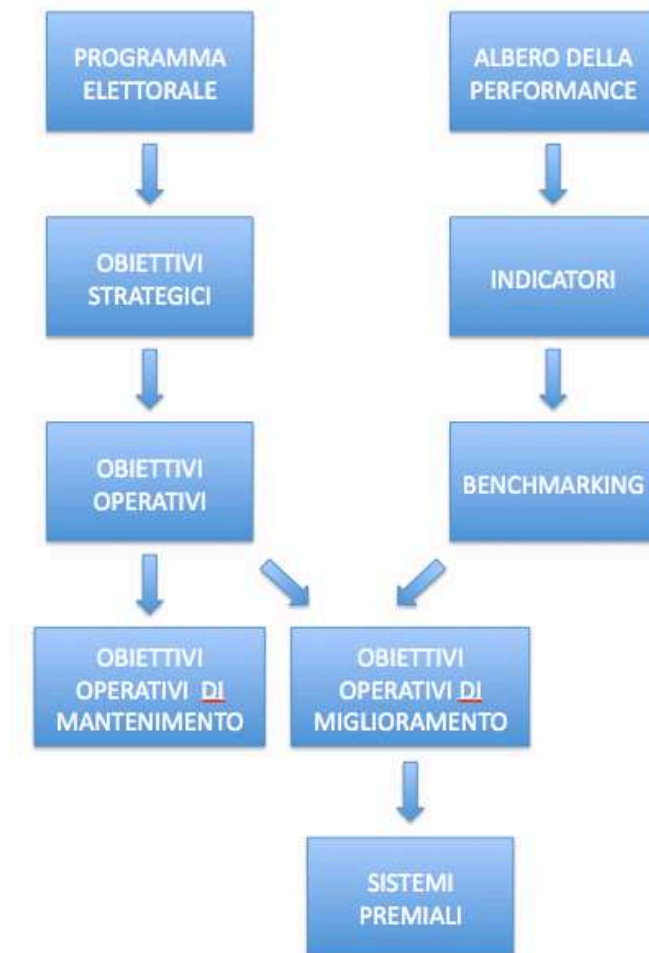 PROGRAMMA
ELETTORALE
ALBERO DELLA
PERFORMANCE
OBIETTIVI
STRATEGICI
INDICATORI
OBIETTIVI
OPERATIVI
BENCHMARKING
OBIETTIVI
OPERATIVI DI
MANTENIMENTO
OBIETTIVI
OPERATIVI DI
MIGLIORAMENTO
SISTEMI
PREMIALI